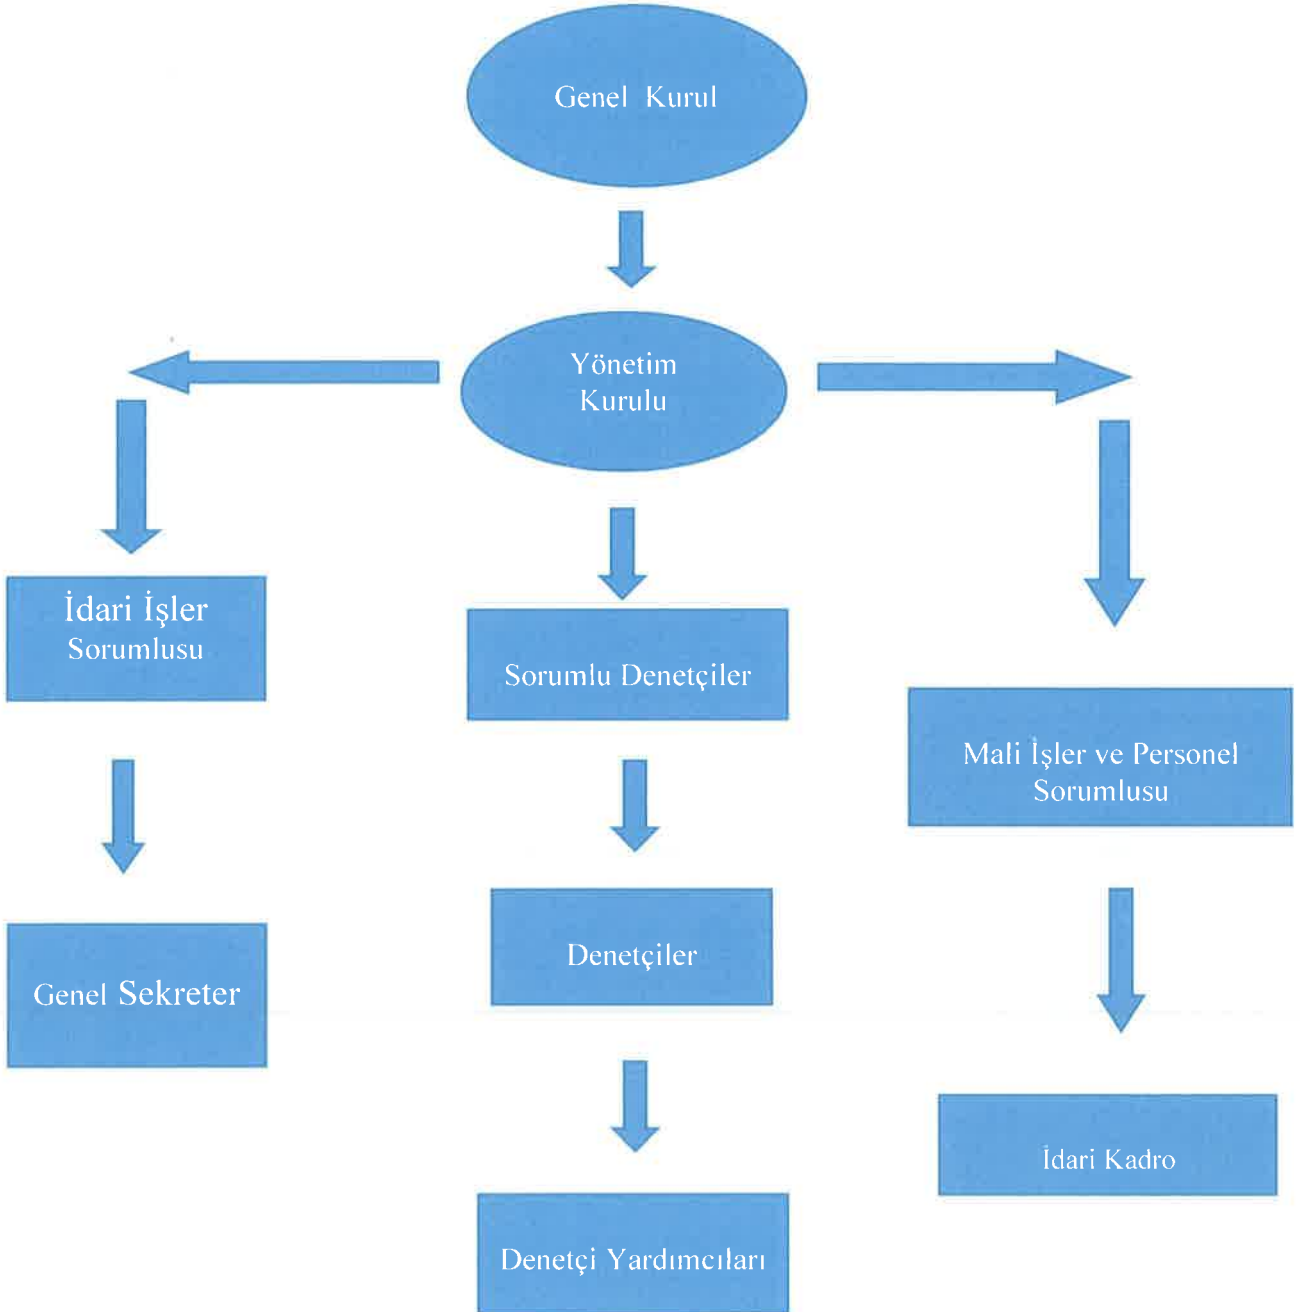 Genel Kurul
Yönetim
Kurulu
İdari İşler
Sorumlusu
Sorumlu Denetçiler
Mali İşler ve Personel
Sorumlusu
Genel Sekreter
Denetçiler
İdari Kadro
Denetçi Yardımcıları